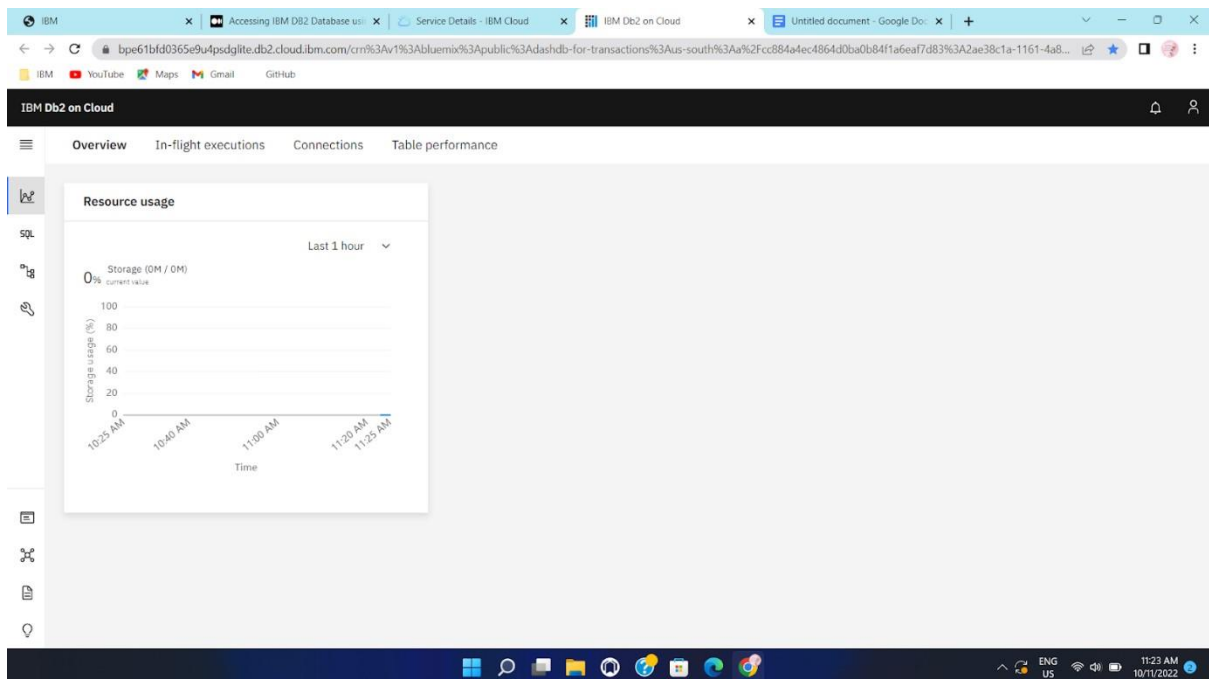 IBM
Accessing IBM DB2 Database usi
Service Details - IBM Cloud
IBM Db2 on Cloud
Untitled document - Google Doc
bpe61bfd0365e9u4psdglite.db2.cloud.ibm.com/crn%3Av1%3Abluemix%3Apublic%3Adashdb-for-transactions%3Aus-south%3Aa%2Fcc884a4ec4864d0ba0b84f1a6eaf7d83%3A2ae38c1a-1161-4a8...
IBM YouTube Maps Gmail GitHub
IBM Db2 on Cloud
Overview In-flight executions Connections Table performance
Resource usage
SQL
Last 1 hour
0% Storage (0M / 0M)
current value
100
80
60
40
20
0
Storage usage (%)
10:25 AM 10:40 AM 11:00 AM 11:20 AM 11:25 AM
Time
ENG
US
11:23 AM
10/11/2022
2